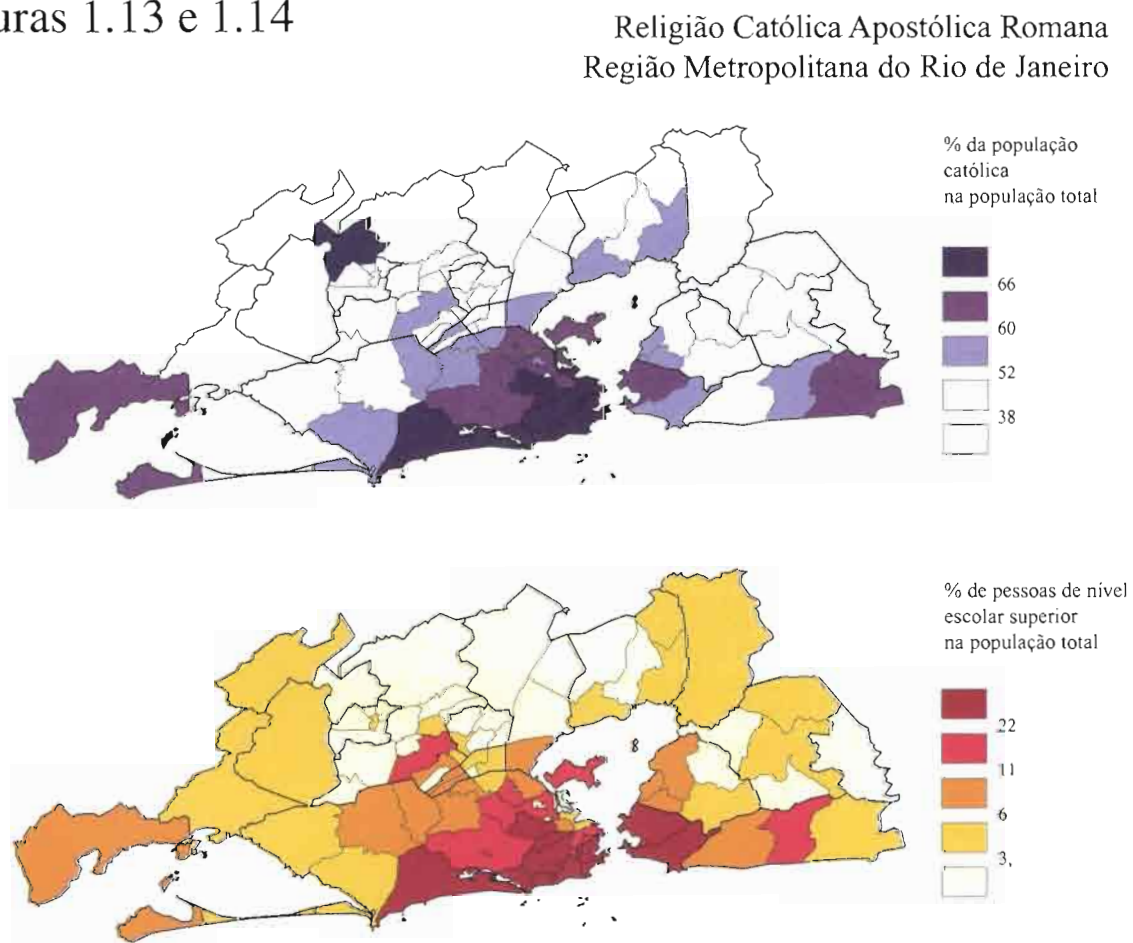 uras 1.13 e 1.14
Religião Católica Apostólica Romana
Região Metropolitana do Rio de Janeiro
% da população
católica
na população total
66
60
52
38
% de pessoas de nível
escolar superior
na população total
22
11
6
3,